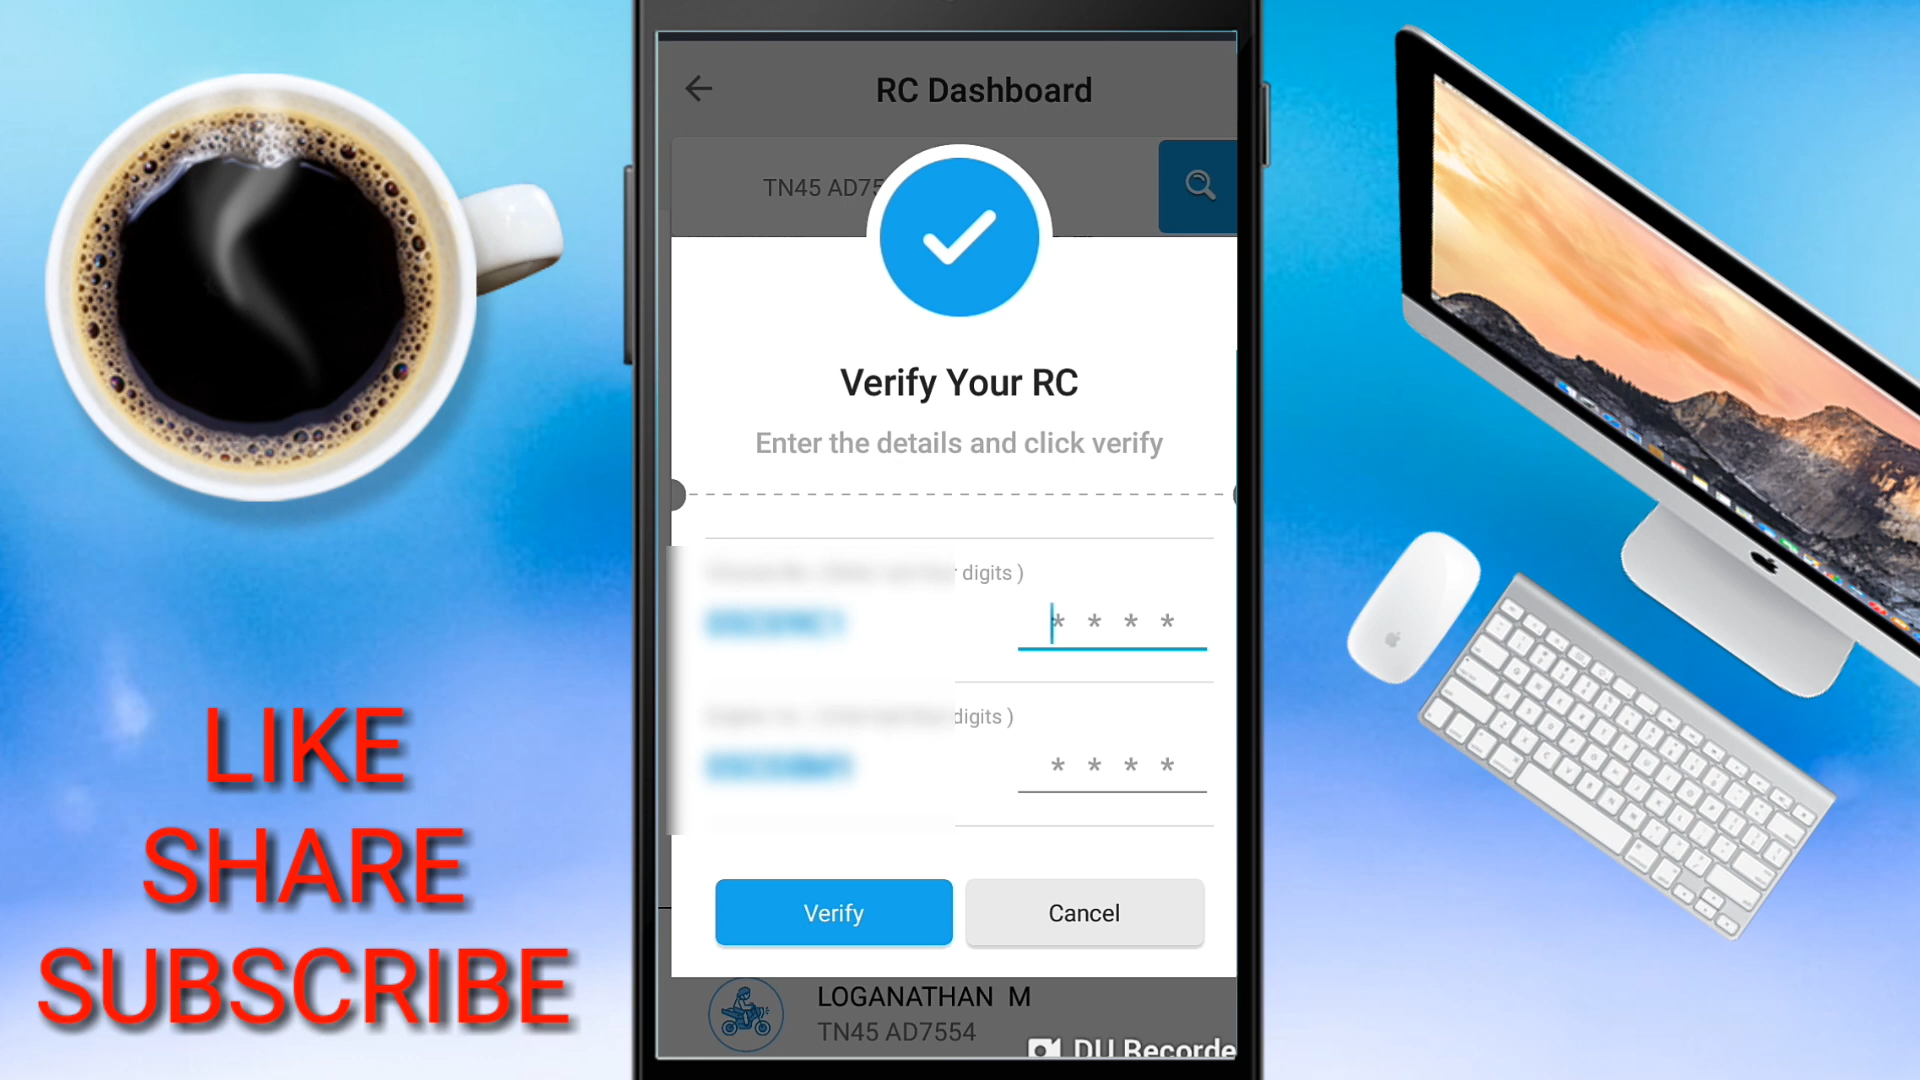 RC Dashboard
TN45 AD75
Verify Your RC
Enter the details and click verify
digits )
* * * *
digits )
* * * *
Verify
Cancel
LOGANATHAN M
TN45 AD7554
DU Recorde
LIKE
SHARE
SUBSCRIBE